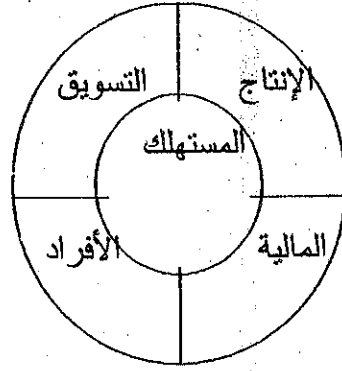 الإنتاج
التسويق
المستهلك
المالية
الأفراد